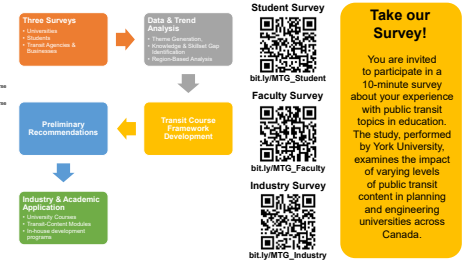 Three Surveys
• Universities
• Students
• Transit Agencies &
Businesses
Data & Trend
Analysis
• Theme Generation,
• Knowledge & Skillset Gap
Identification
• Region-Based Analysis
Preliminary
Recommendations
Transit Course
Framework
Development
Industry & Academic
Application
• University Courses
• Transit-Content Modules
• In-house development
programs
Student Survey
bit.ly/MTG_Student
Faculty Survey
bit.ly/MTG_Faculty
Industry Survey
bit.ly/MTG_Industry
Take our
Survey!
You are invited
to participate in a
10-minute survey
about your experience
with public transit
topics in education.
The study, performed
by York University,
examines the impact
of varying levels
of public transit
content in planning
and engineering
universities across
Canada.